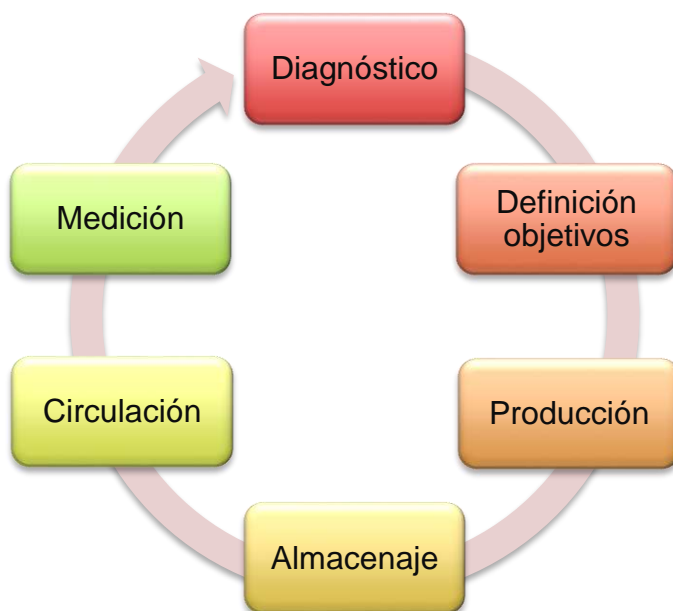 Diagnóstico
Definición
objetivos
Producción
Almacenaje
Circulación
Medición